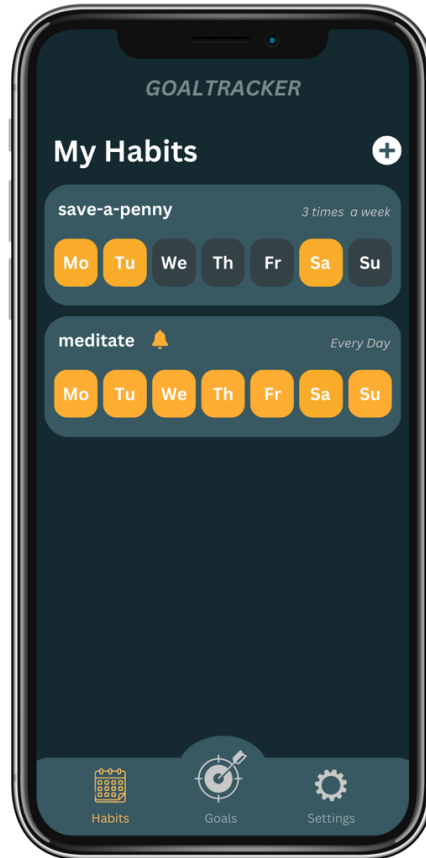 GOALTRACKER
My Habits
save-a-penny 3 times a week
Mo Tu We Th Fr Sa Su
meditate Every Day
Mo Tu We Th Fr Sa Su
Habits Goals Settings